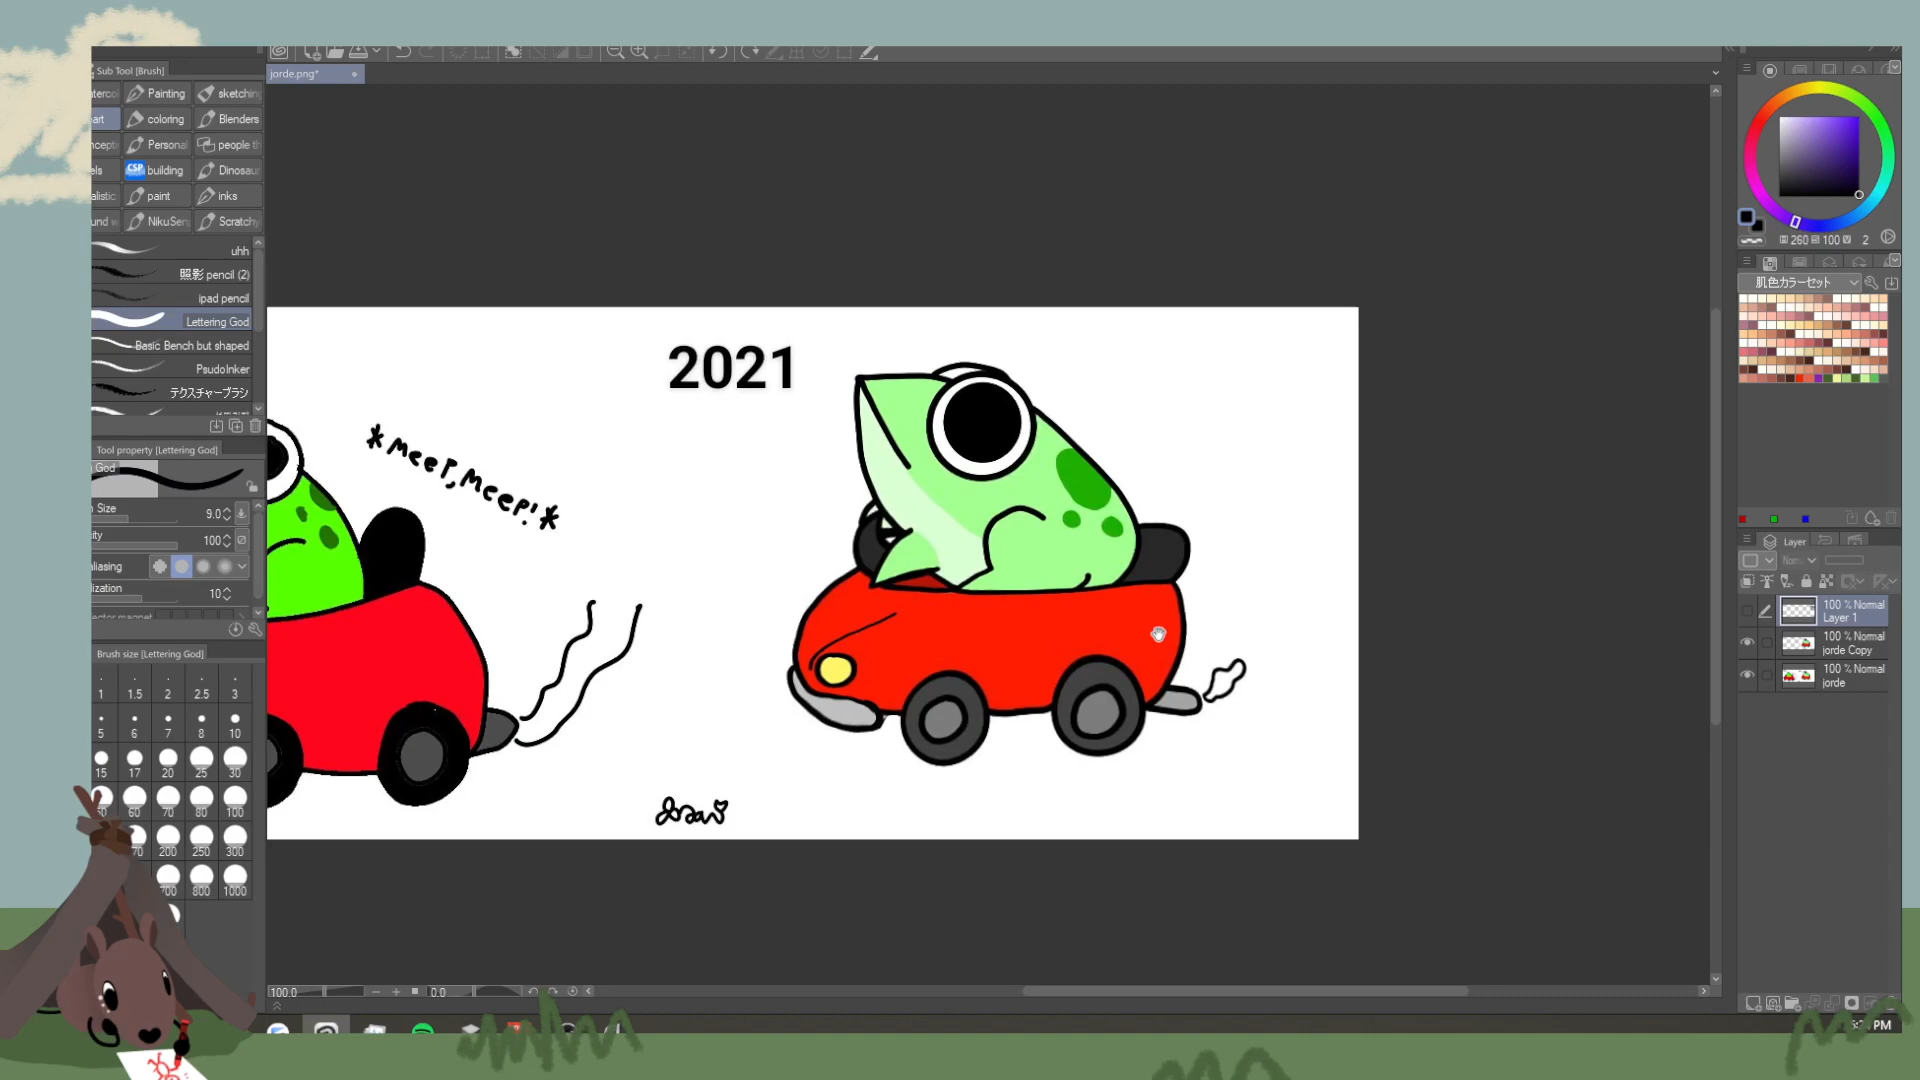 Sub Tool [Brush]
jorde.png*
Painting
coloring
Blenders
Personal
CSP building
paint
inks
uhh
照影 pencil (2)
ipad pencil
Lettering God
Basic Bench but shaped
PsudoInker
テクスチャーブラシ
Tool property [Lettering God]
God
Size
9.0
100
10
Brush size [Lettering God]
1 1.5 2 2.5 3
5 6 7 8 10
15 17 20 25 30
60 70 80 100
200 250 300
800 1000
2021
*meep, meep!*
100.0
0.0
260 100 2
肌色カラーセット
Layer
100 % Normal
Layer 1
100 % Normal
jorde Copy
100 % Normal
jorde
PM